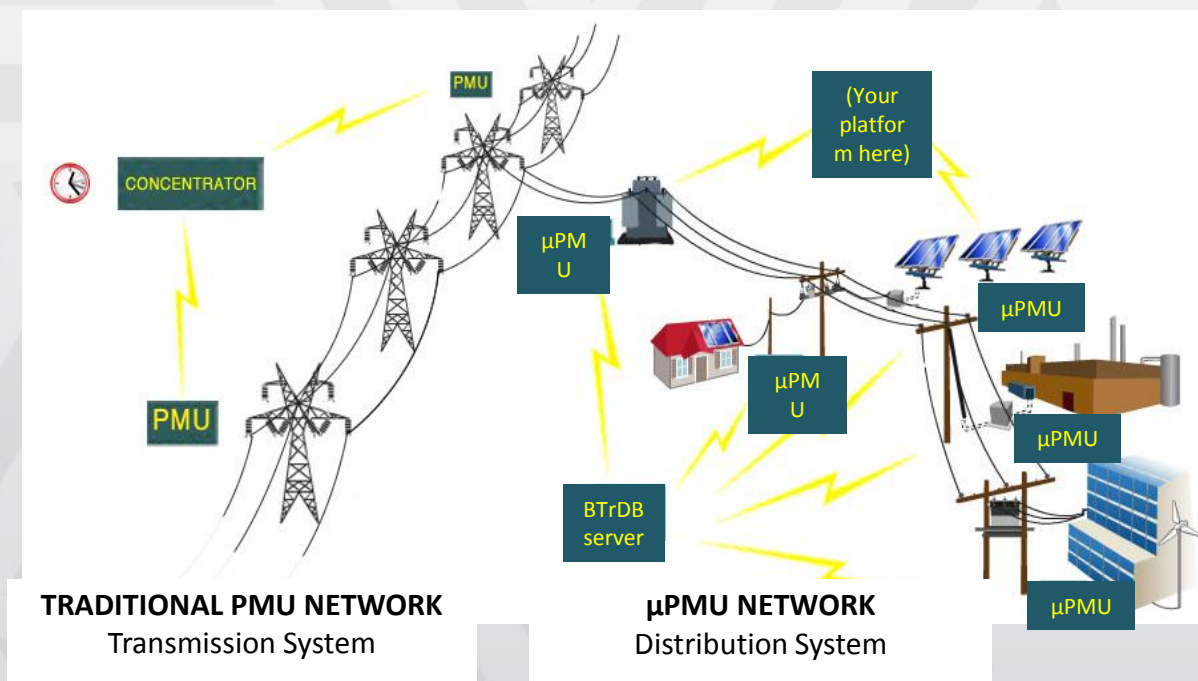 PMU
CONCENTRATOR
PMU
(Your
platfor
m here)
µPM
U
µPMU
µPM
U
µPMU
BTrDB
server
µPMU
TRADITIONAL PMU NETWORK
Transmission System
µPMU NETWORK
Distribution System